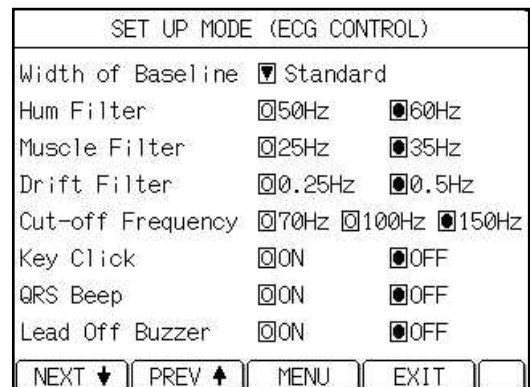 SET UP MODE (ECG CONTROL)
Width of Baseline Standard
Hum Filter 50Hz 60Hz
Muscle Filter 25Hz 35Hz
Drift Filter 0.25Hz 0.5Hz
Cut-off Frequency 70Hz 100Hz 150Hz
Key Click ON OFF
QRS Beep ON OFF
Lead Off Buzzer ON OFF
NEXT PREV MENU EXIT